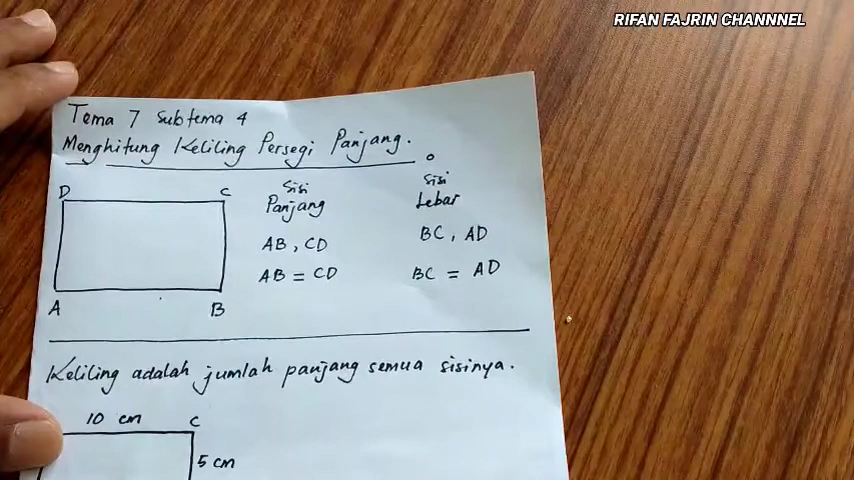 RIFAN FAJRIN CHANNNEL
Tema 7 Subtema 4
Menghitung Keliling Persegi Panjang.
D C
A B
Sisi Panjang
AB, CD
AB = CD
Sisi Lebar
BC, AD
BC = AD
Keliling adalah jumlah panjang semua sisinya.
10 cm C
5 cm